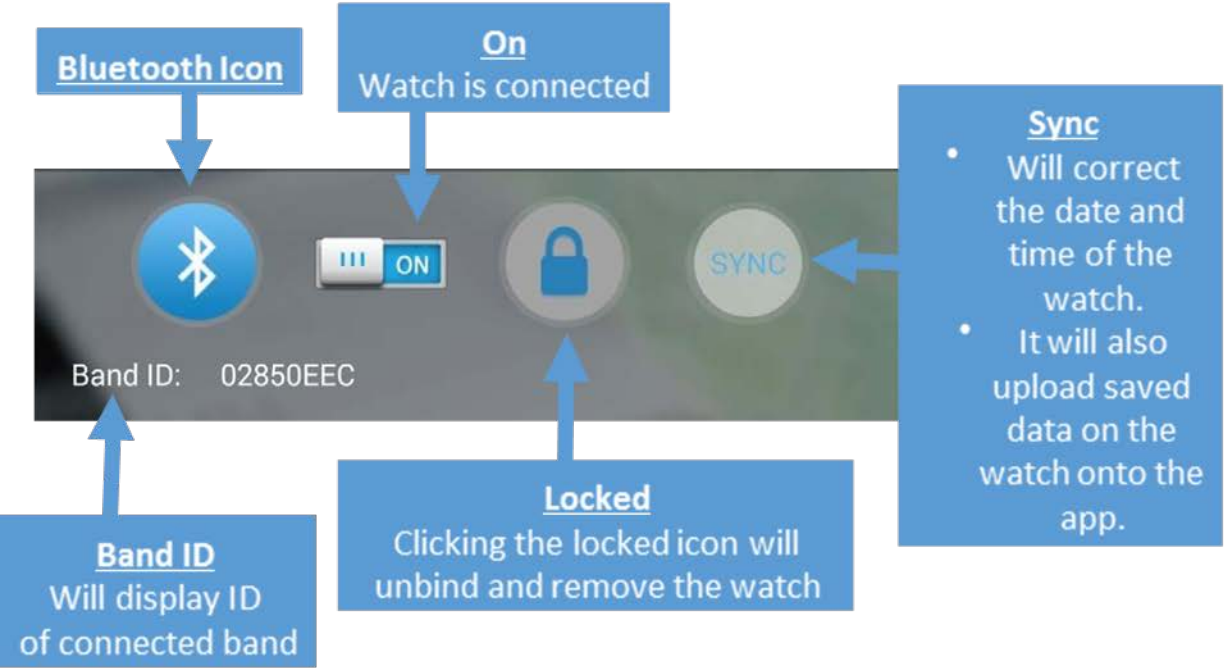 Bluetooth Icon
On
Watch is connected
Sync
• Will correct
the date and
time of the
watch.
• It will also
upload saved
data on the
watch onto the
app.
ON
SYNC
Band ID: 02850EEC
Locked
Clicking the locked icon will
unbind and remove the watch
Band ID
Will display ID
of connected band